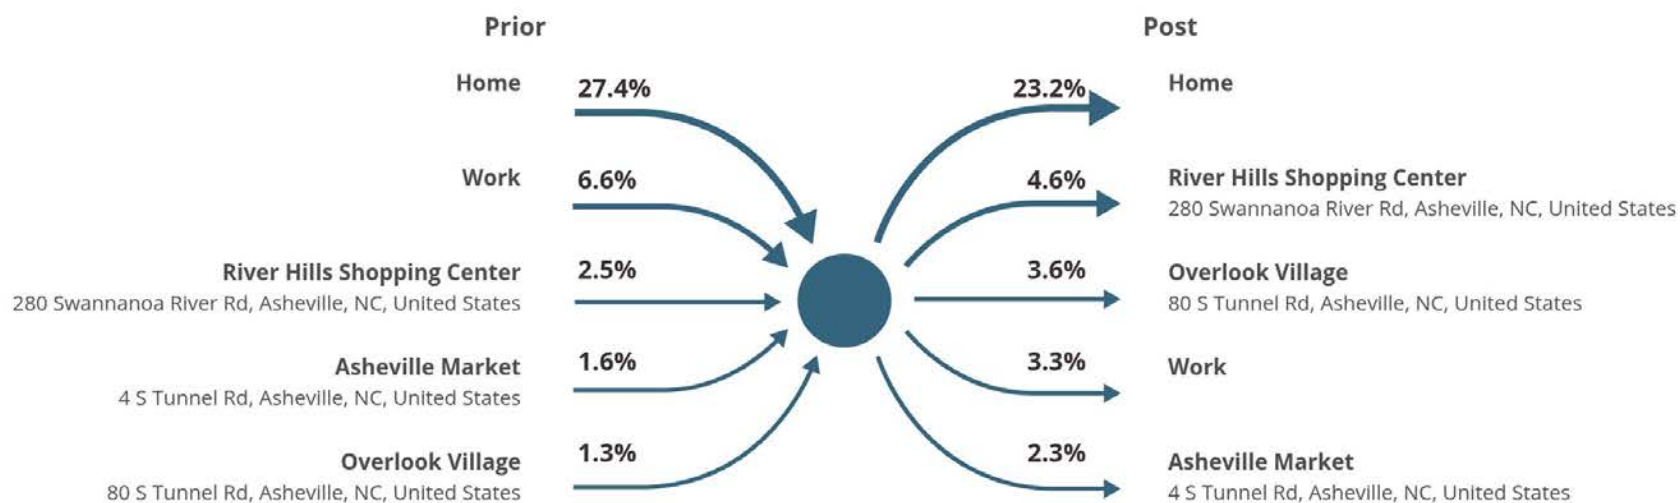 Prior
Home
27.4%
Work
6.6%
River Hills Shopping Center
280 Swannanoa River Rd, Asheville, NC, United States
2.5%
Asheville Market
4 S Tunnel Rd, Asheville, NC, United States
1.6%
Overlook Village
80 S Tunnel Rd, Asheville, NC, United States
1.3%
Post
23.2%
Home
4.6%
River Hills Shopping Center
280 Swannanoa River Rd, Asheville, NC, United States
3.6%
Overlook Village
80 S Tunnel Rd, Asheville, NC, United States
3.3%
Work
2.3%
Asheville Market
4 S Tunnel Rd, Asheville, NC, United States